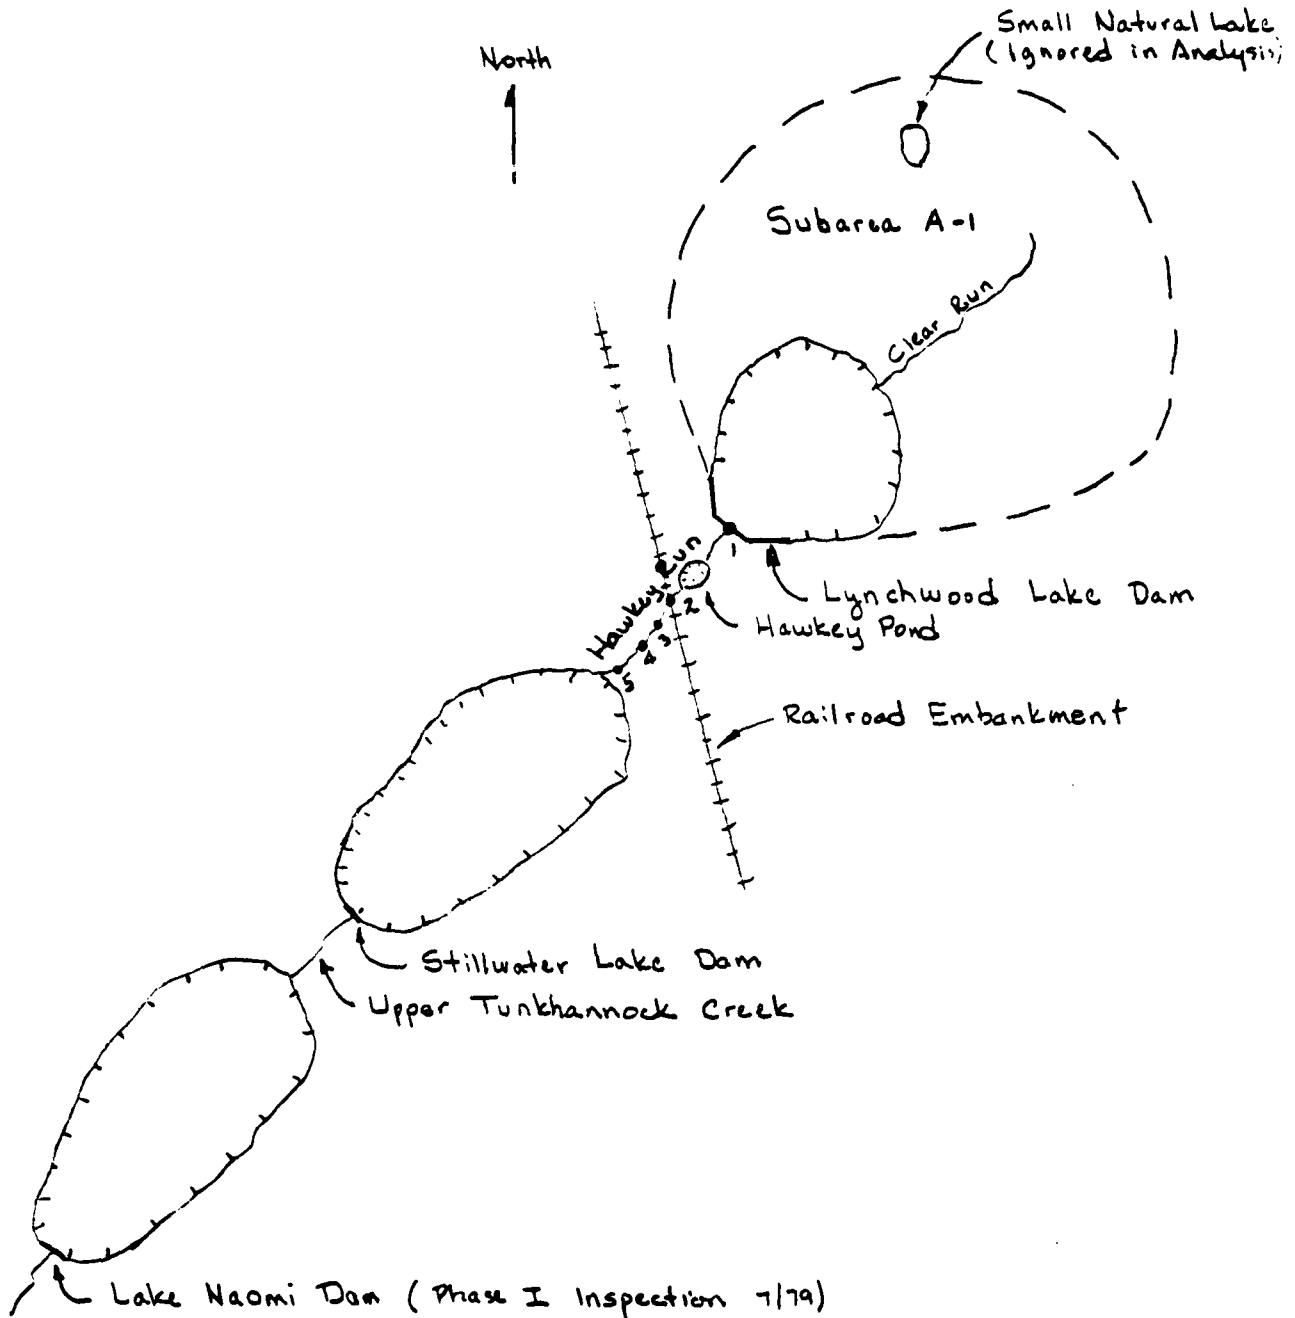 Small Natural Lake
(Ignored in Analysis)
North
Subarea A-1
Clear Run
1
Hawkey Run
2
3
4
5
Lynchwood Lake Dam
Hawkey Pond
Railroad Embankment
Stillwater Lake Dam
Upper Tunkhannock Creek
Lake Naomi Dam (Phase I Inspection 7/79)